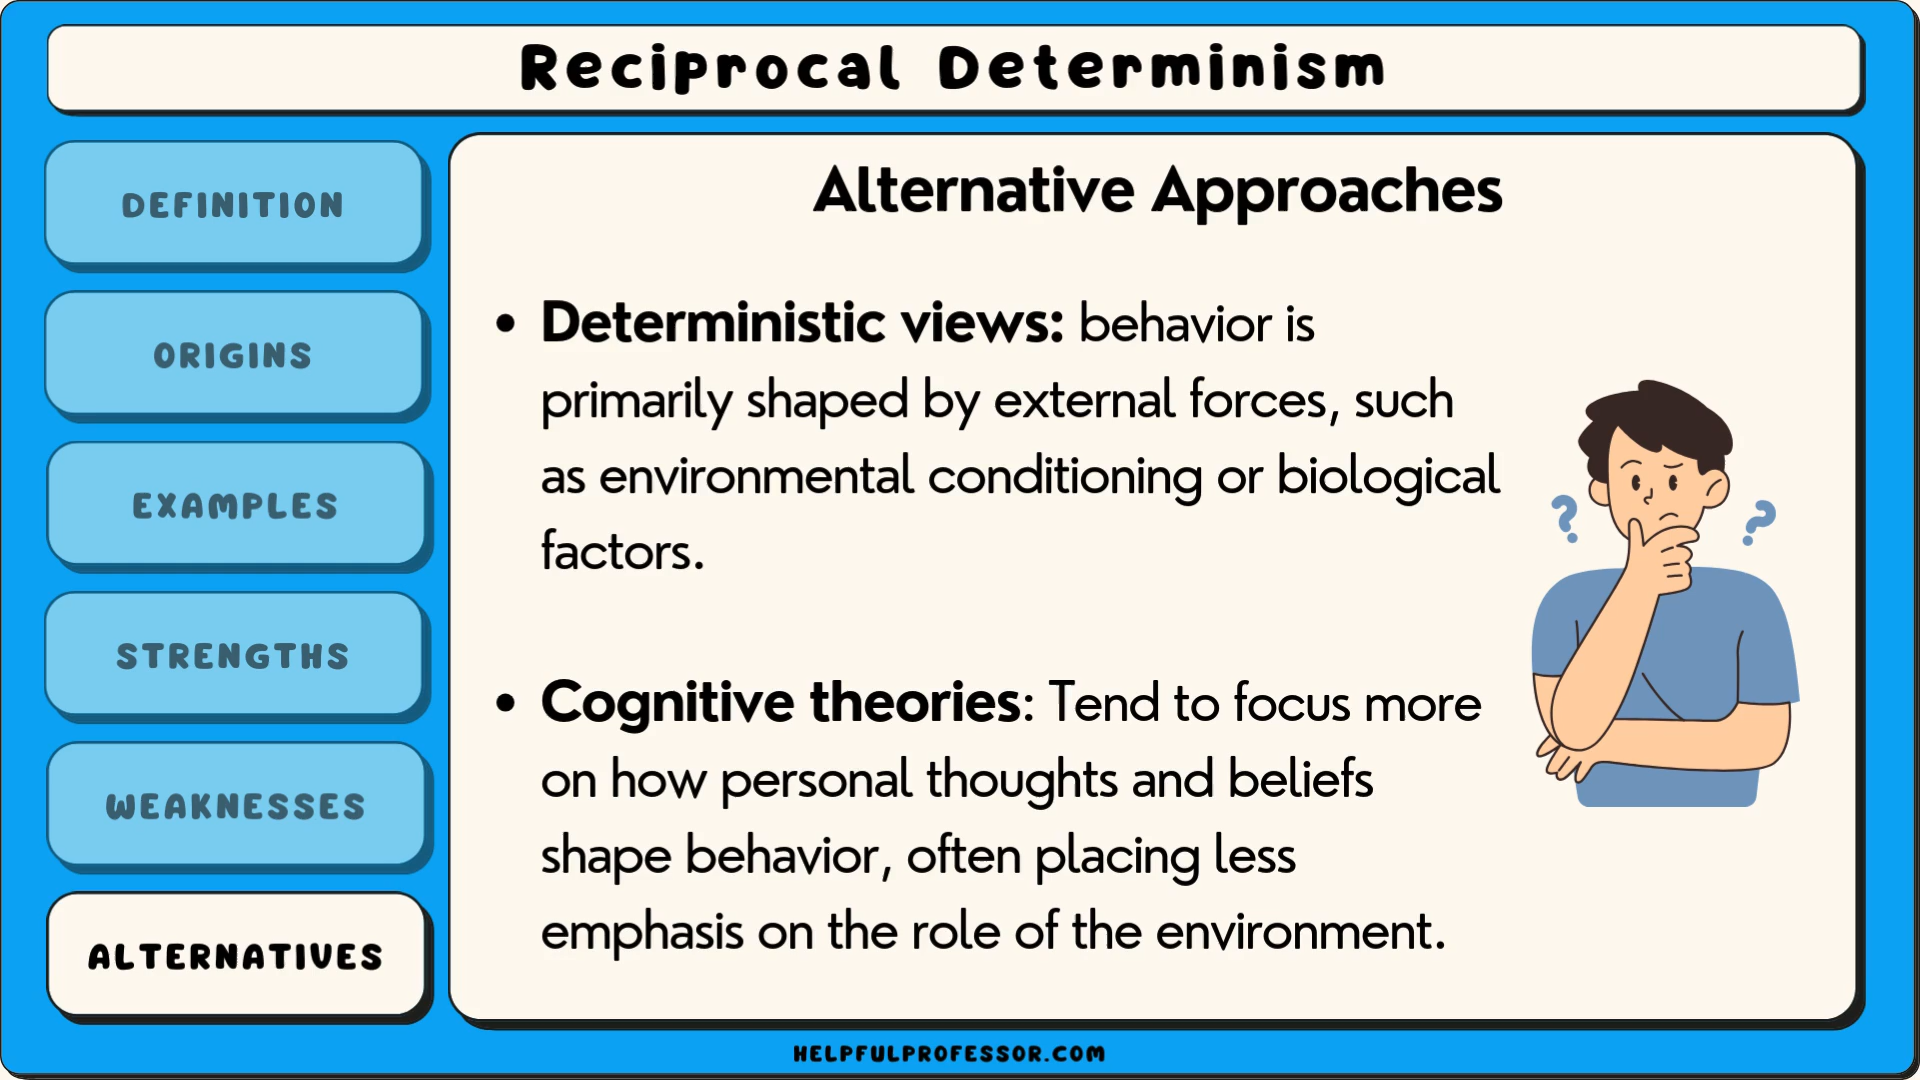 Reciprocal Determinism
DEFINITION
ORIGINS
EXAMPLES
STRENGTHS
WEAKNESSES
ALTERNATIVES
Alternative Approaches
• Deterministic views: behavior is
primarily shaped by external forces, such
as environmental conditioning or biological
factors.
• Cognitive theories: Tend to focus more
on how personal thoughts and beliefs
shape behavior, often placing less
emphasis on the role of the environment.
? ?
HELPFULPROFESSOR.COM